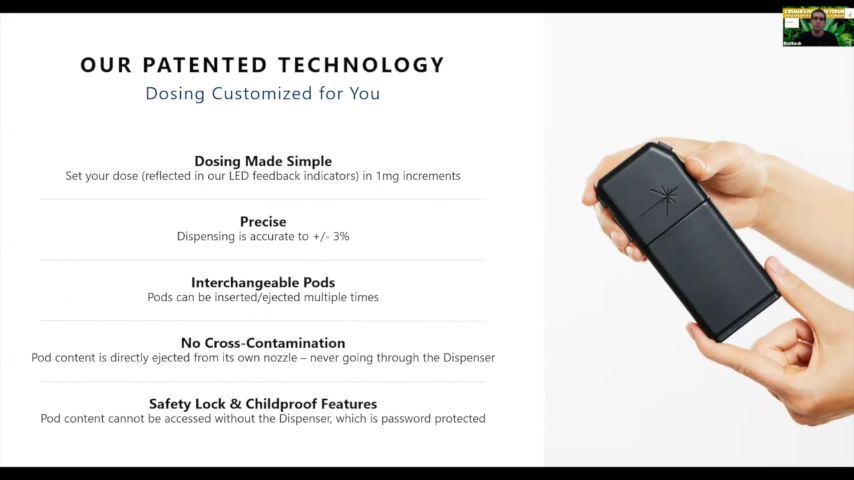 OUR PATENTED TECHNOLOGY
Dosing Customized for You
Dosing Made Simple
Set your dose (reflected in our LED feedback indicators) in 1mg increments
Precise
Dispensing is accurate to +/- 3%
Interchangeable Pods
Pods can be inserted/ejected multiple times
No Cross-Contamination
Pod content is directly ejected from its own nozzle – never going through the Dispenser
Safety Lock & Childproof Features
Pod content cannot be accessed without the Dispenser, which is password protected